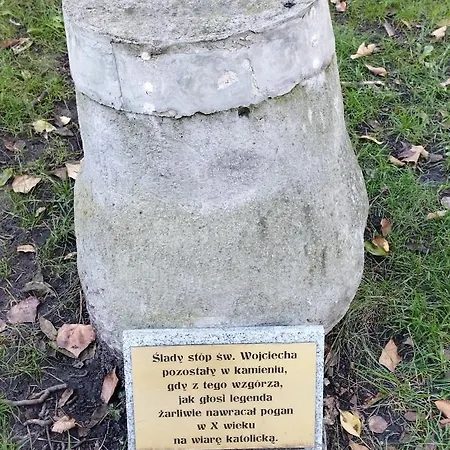 Ślady stóp św. Wojciecha
pozostały w kamieniu,
gdy z tego wzgórza,
jak głosi legenda
żarliwie nawracał pogan
w X wieku
na wiarę katolicką.